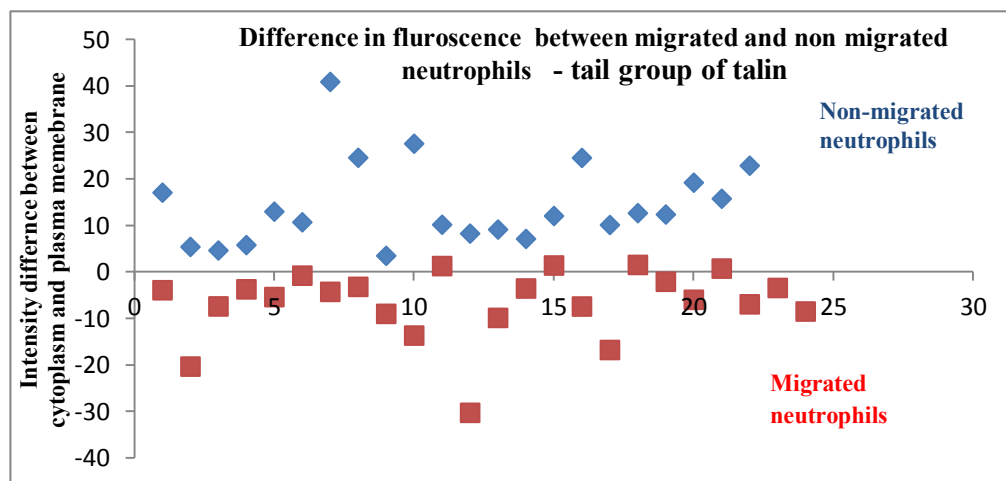 Difference in fluroscence between migrated and non migrated
neutrophils - tail group of talin
Intensity differnce between
cytoplasm and plasma memebrane
50
40
30
20
10
0
-10
-20
-30
-40
0 5 10 15 20 25 30
Non-migrated
neutrophils
Migrated
neutrophils